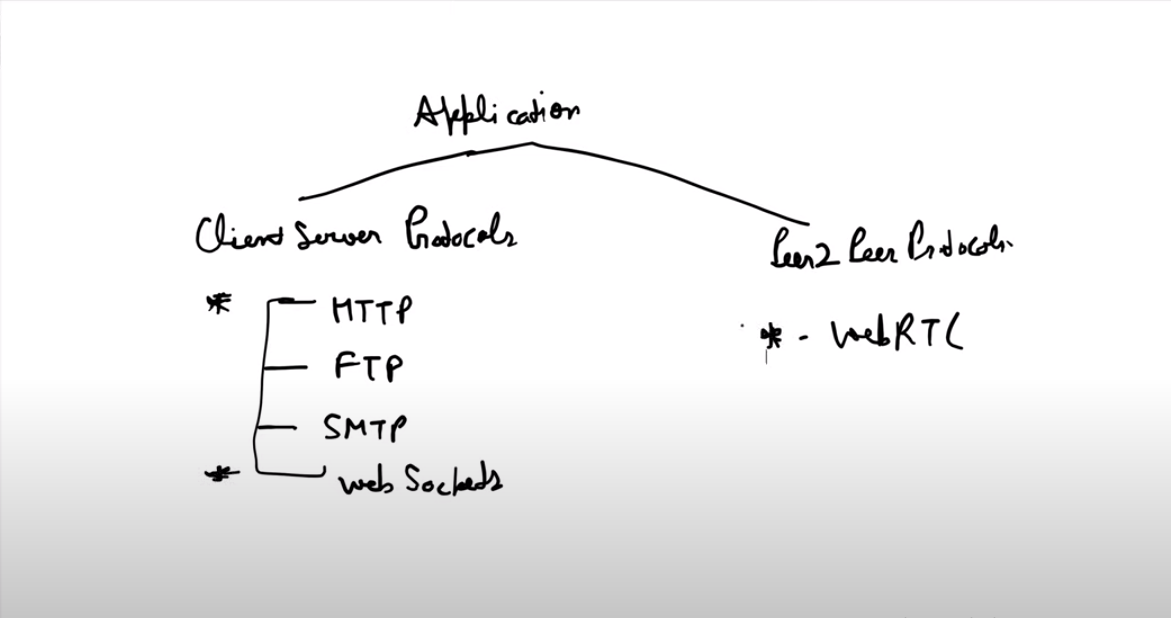 Application
Client Server Protocols
Peer2 Peer Protocols
* HTTP
* - WebRTC
FTP
SMTP
* Web Sockets